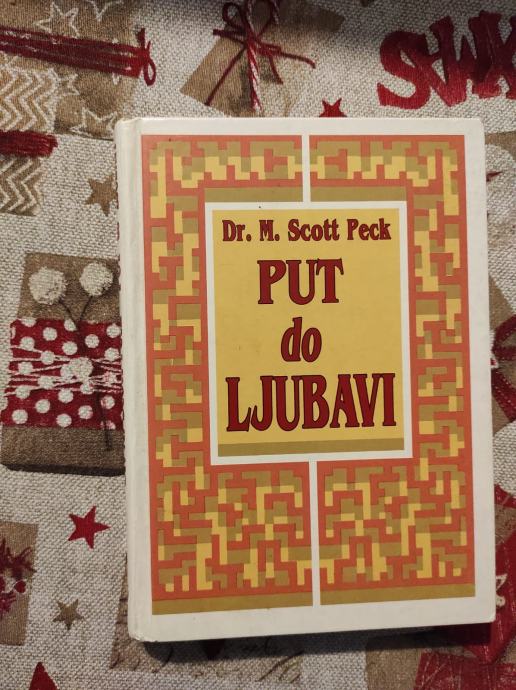 Dr. M. Scott Peck
PUT
do
LJUBAVI